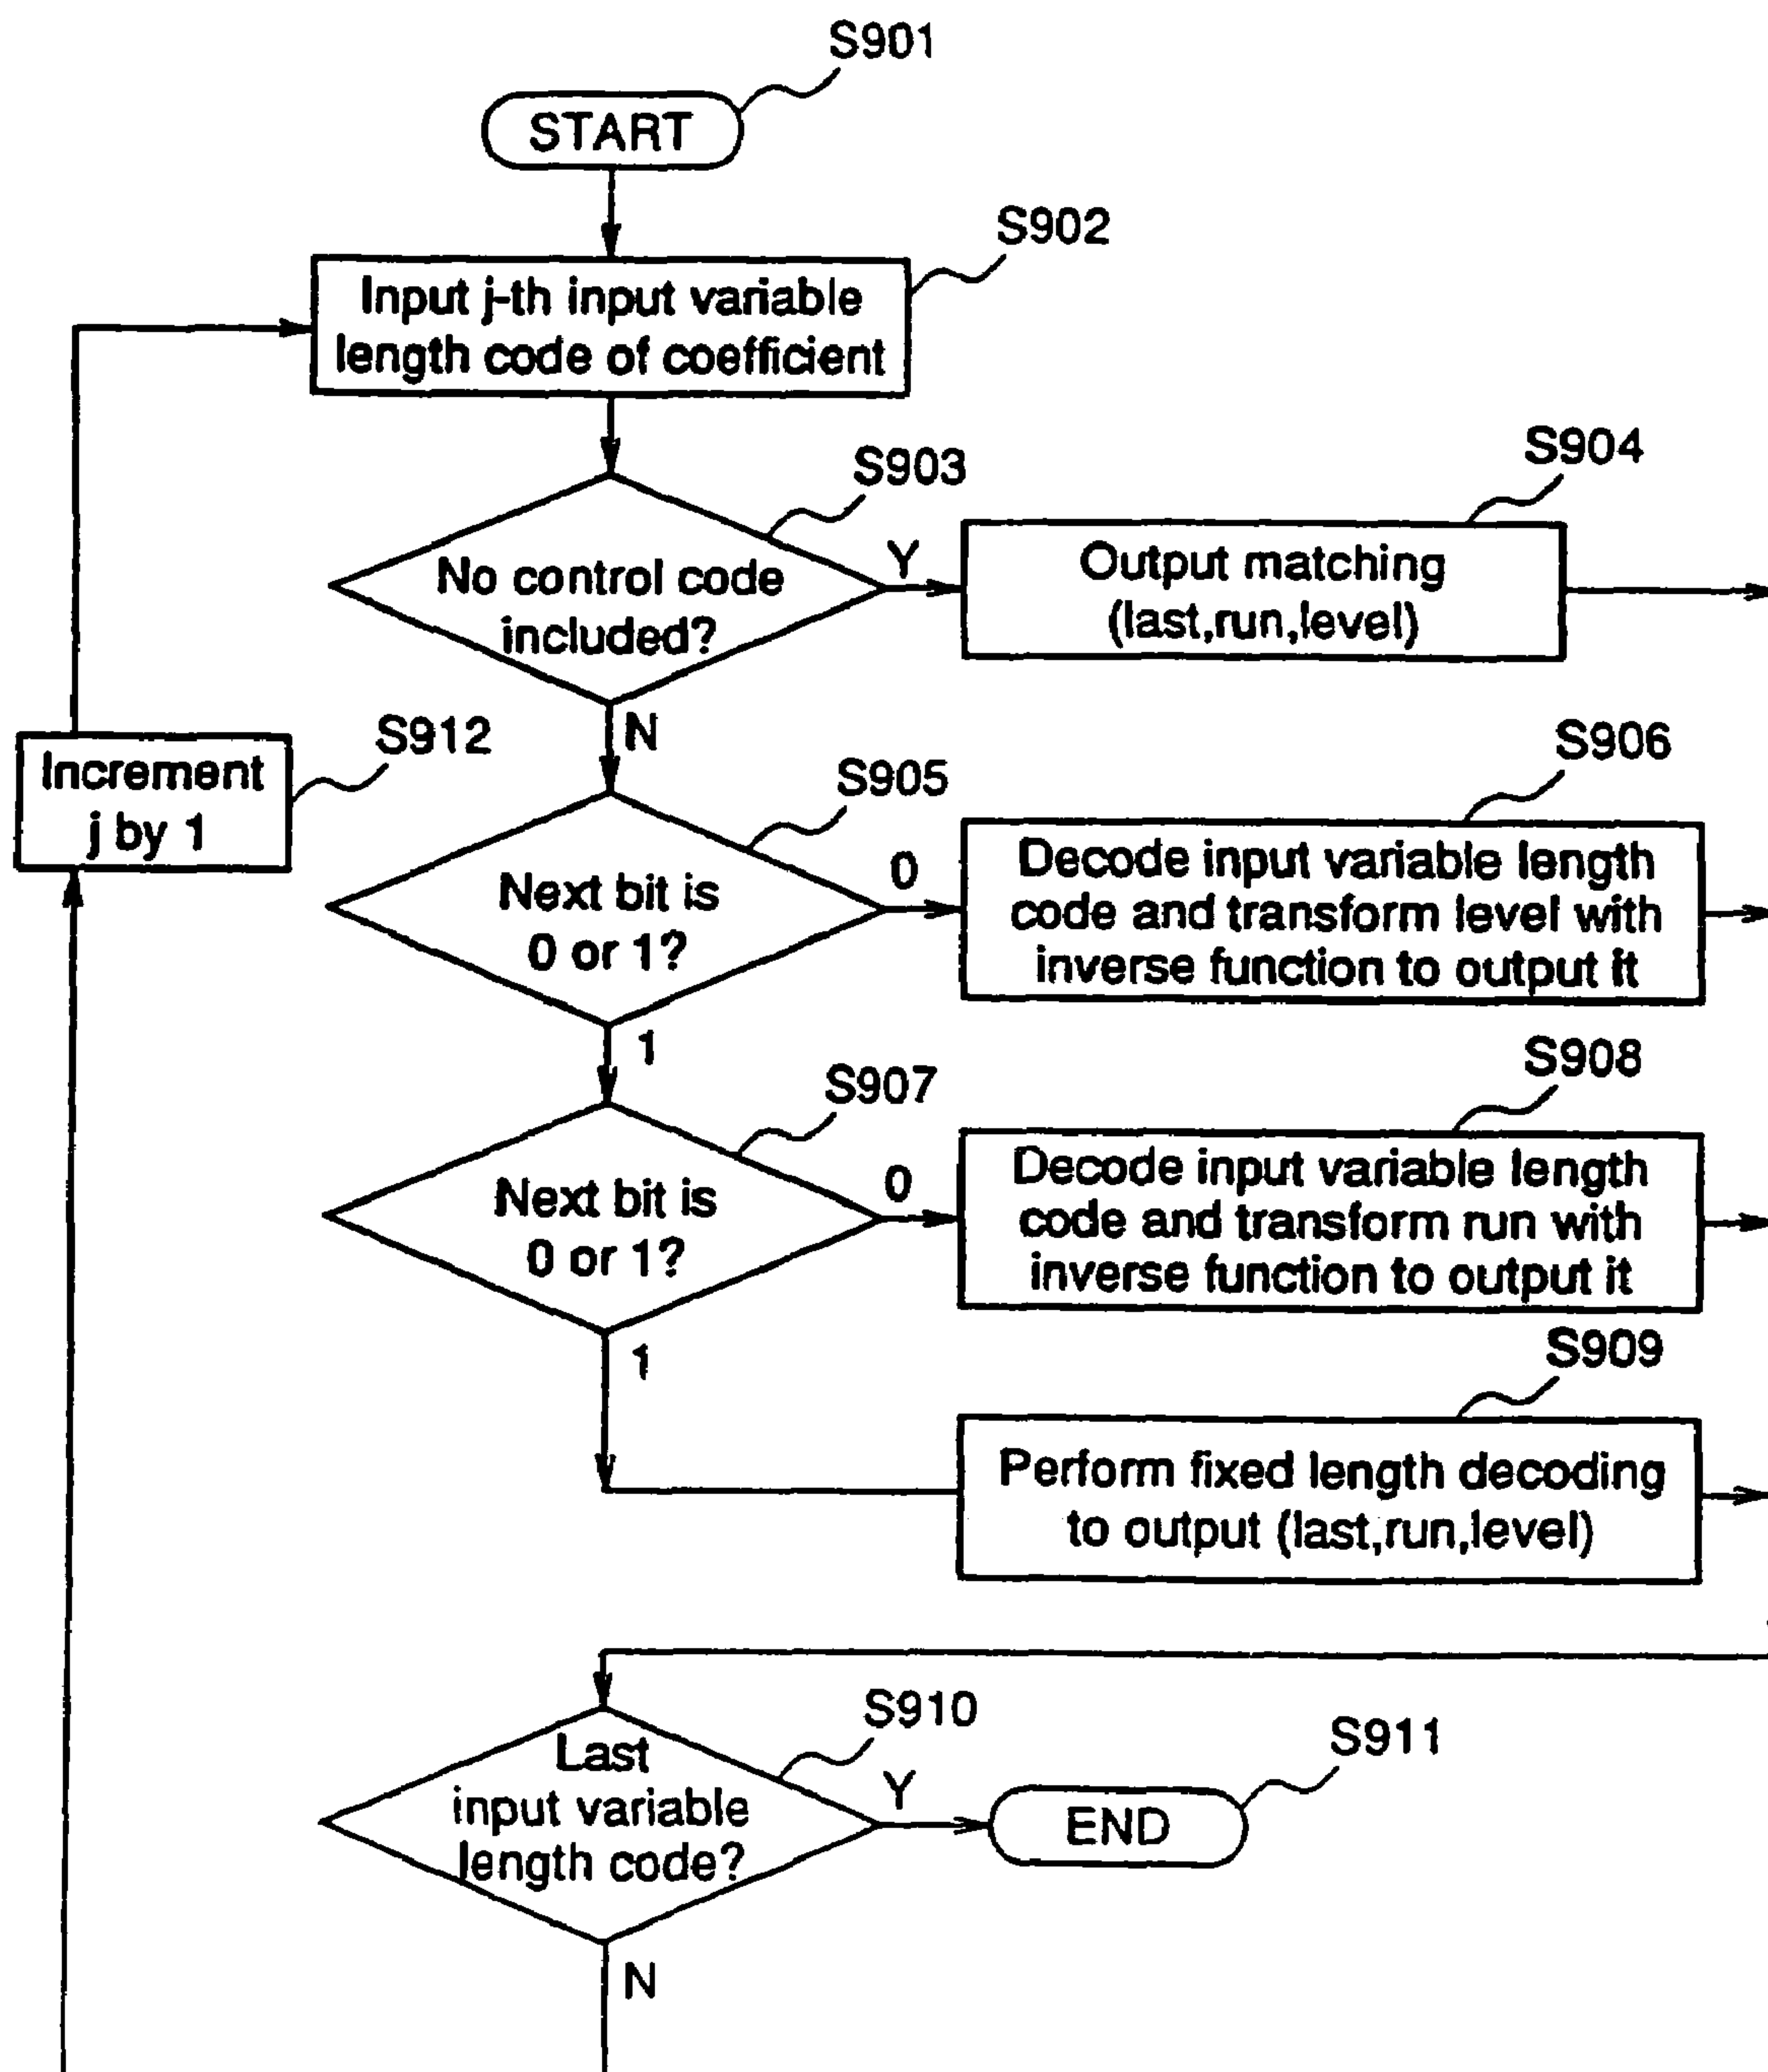 S901
START
S902
Input j-th input variable
length code of coefficient
S903
No control code
included?
Y
S904
Output matching
(last,run,level)
N
S912
Increment
j by 1
S905
Next bit is
0 or 1?
0
S906
Decode input variable length
code and transform level with
inverse function to output it
1
S907
Next bit is
0 or 1?
0
S908
Decode input variable length
code and transform run with
inverse function to output it
1
S909
Perform fixed length decoding
to output (last,run,level)
S910
Last
input variable
length code?
Y
S911
END
N